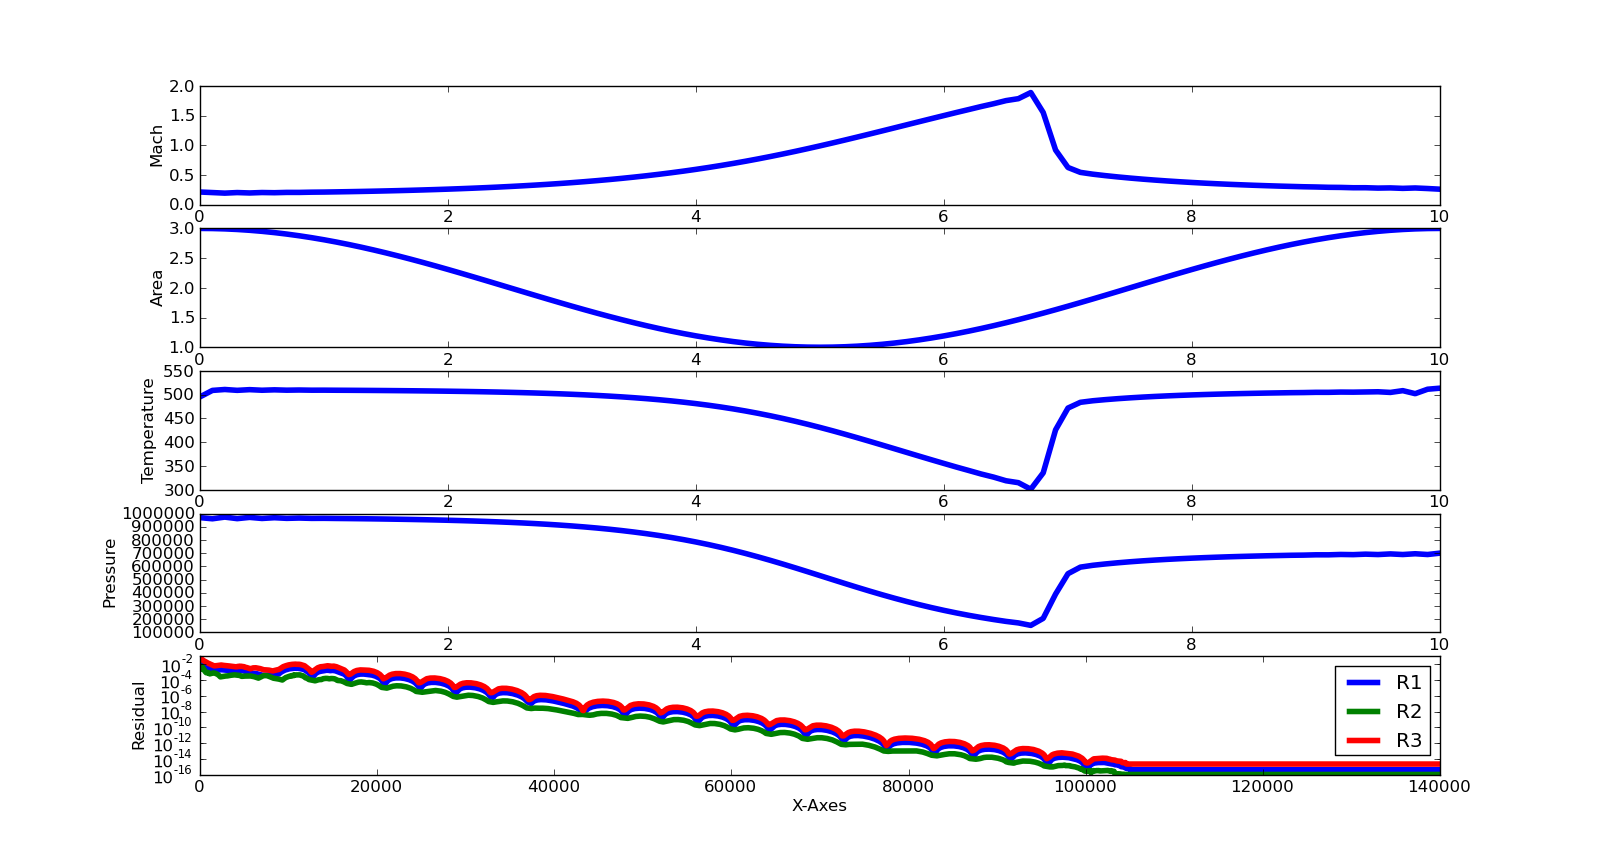 2.0
1.5
1.0
0.5
0.0
Mach
0 2 4 6 8 10
3.0
2.5
2.0
1.5
1.0
Area
0 2 4 6 8 10
550
500
450
400
350
300
Temperature
0 2 4 6 8 10
1000000
900000
800000
700000
600000
500000
400000
300000
200000
100000
Pressure
0 2 4 6 8 10
10^-2
10^-4
10^-6
10^-8
10^-10
10^-12
10^-14
10^-16
Residual
R1
R2
R3
0 20000 40000 60000 80000 100000 120000 140000
X-Axes